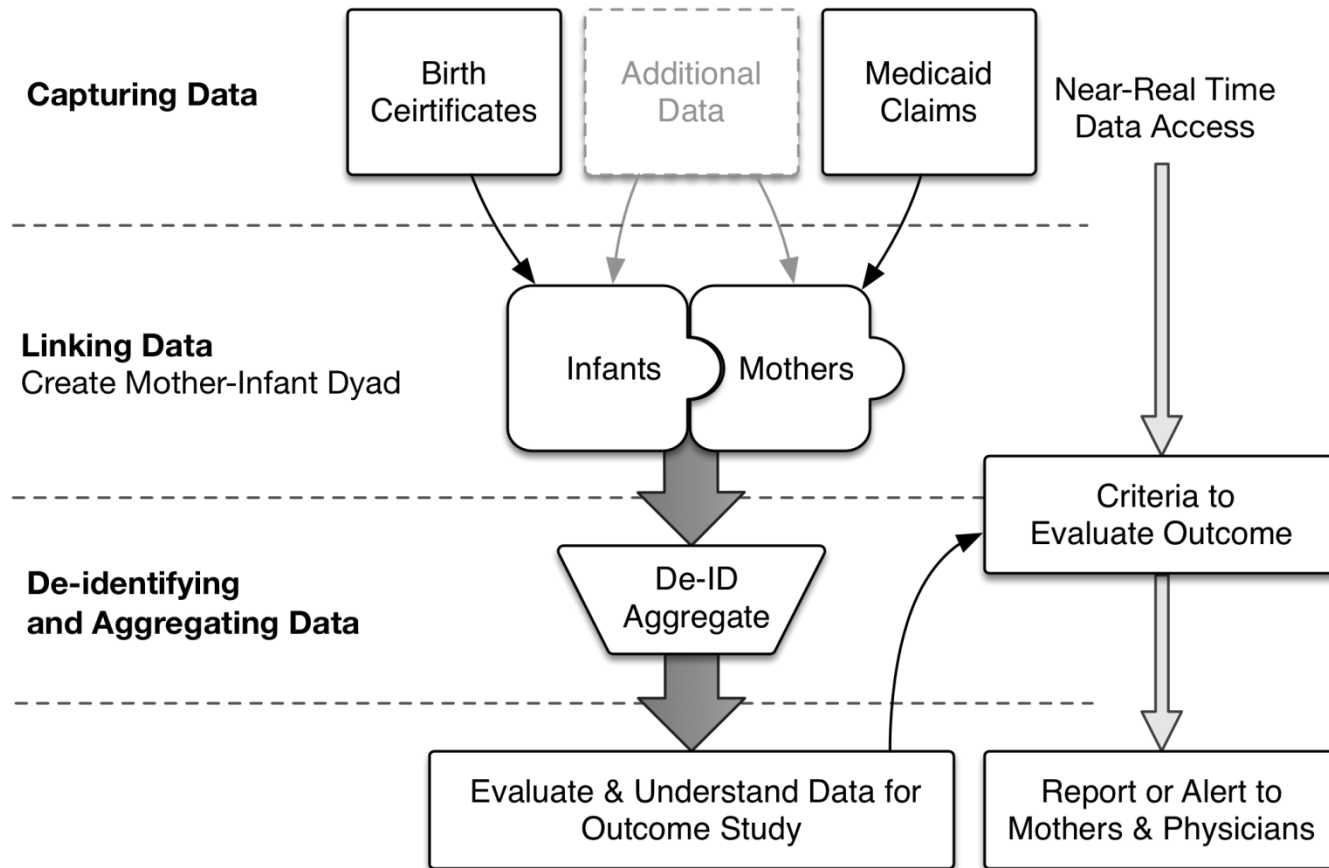 Capturing Data
Birth
Ceirtificates
Additional
Data
Medicaid
Claims
Near-Real Time
Data Access
Linking Data
Create Mother-Infant Dyad
Infants
Mothers
Criteria to
Evaluate Outcome
De-identifying
and Aggregating Data
De-ID
Aggregate
Evaluate & Understand Data for
Outcome Study
Report or Alert to
Mothers & Physicians